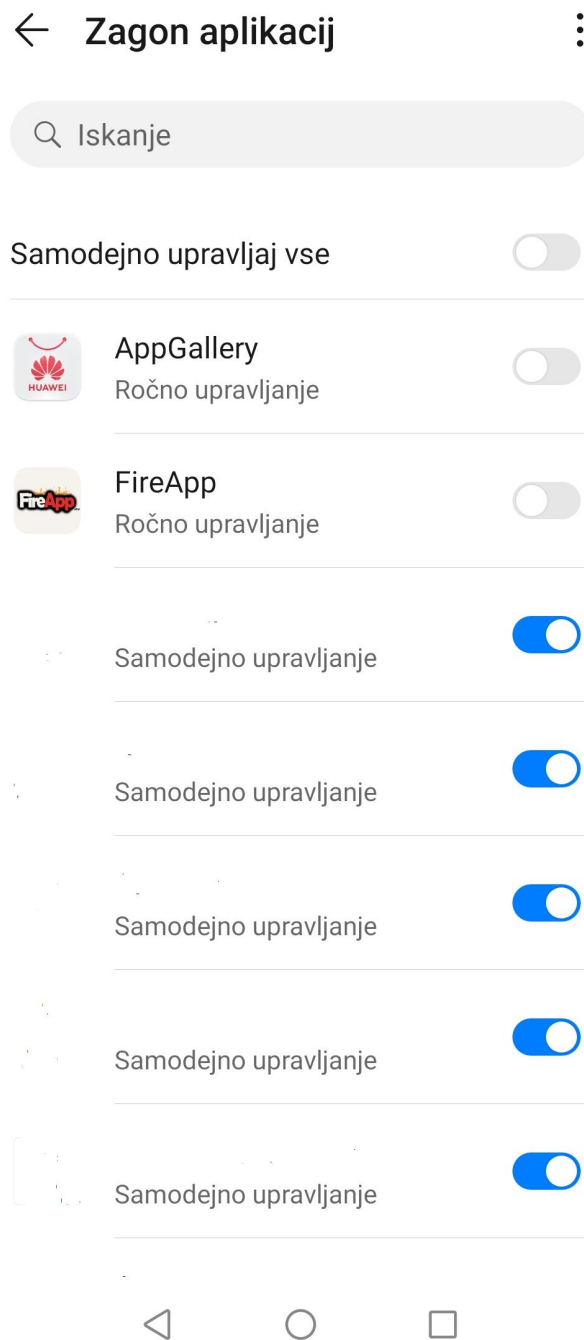 Zagon aplikacij
Iskanje
Samodejno upravljaj vse
HUAWEI
AppGallery
Ročno upravljanje
FireApp
FireApp
Ročno upravljanje
Samodejno upravljanje
Samodejno upravljanje
Samodejno upravljanje
Samodejno upravljanje
Samodejno upravljanje